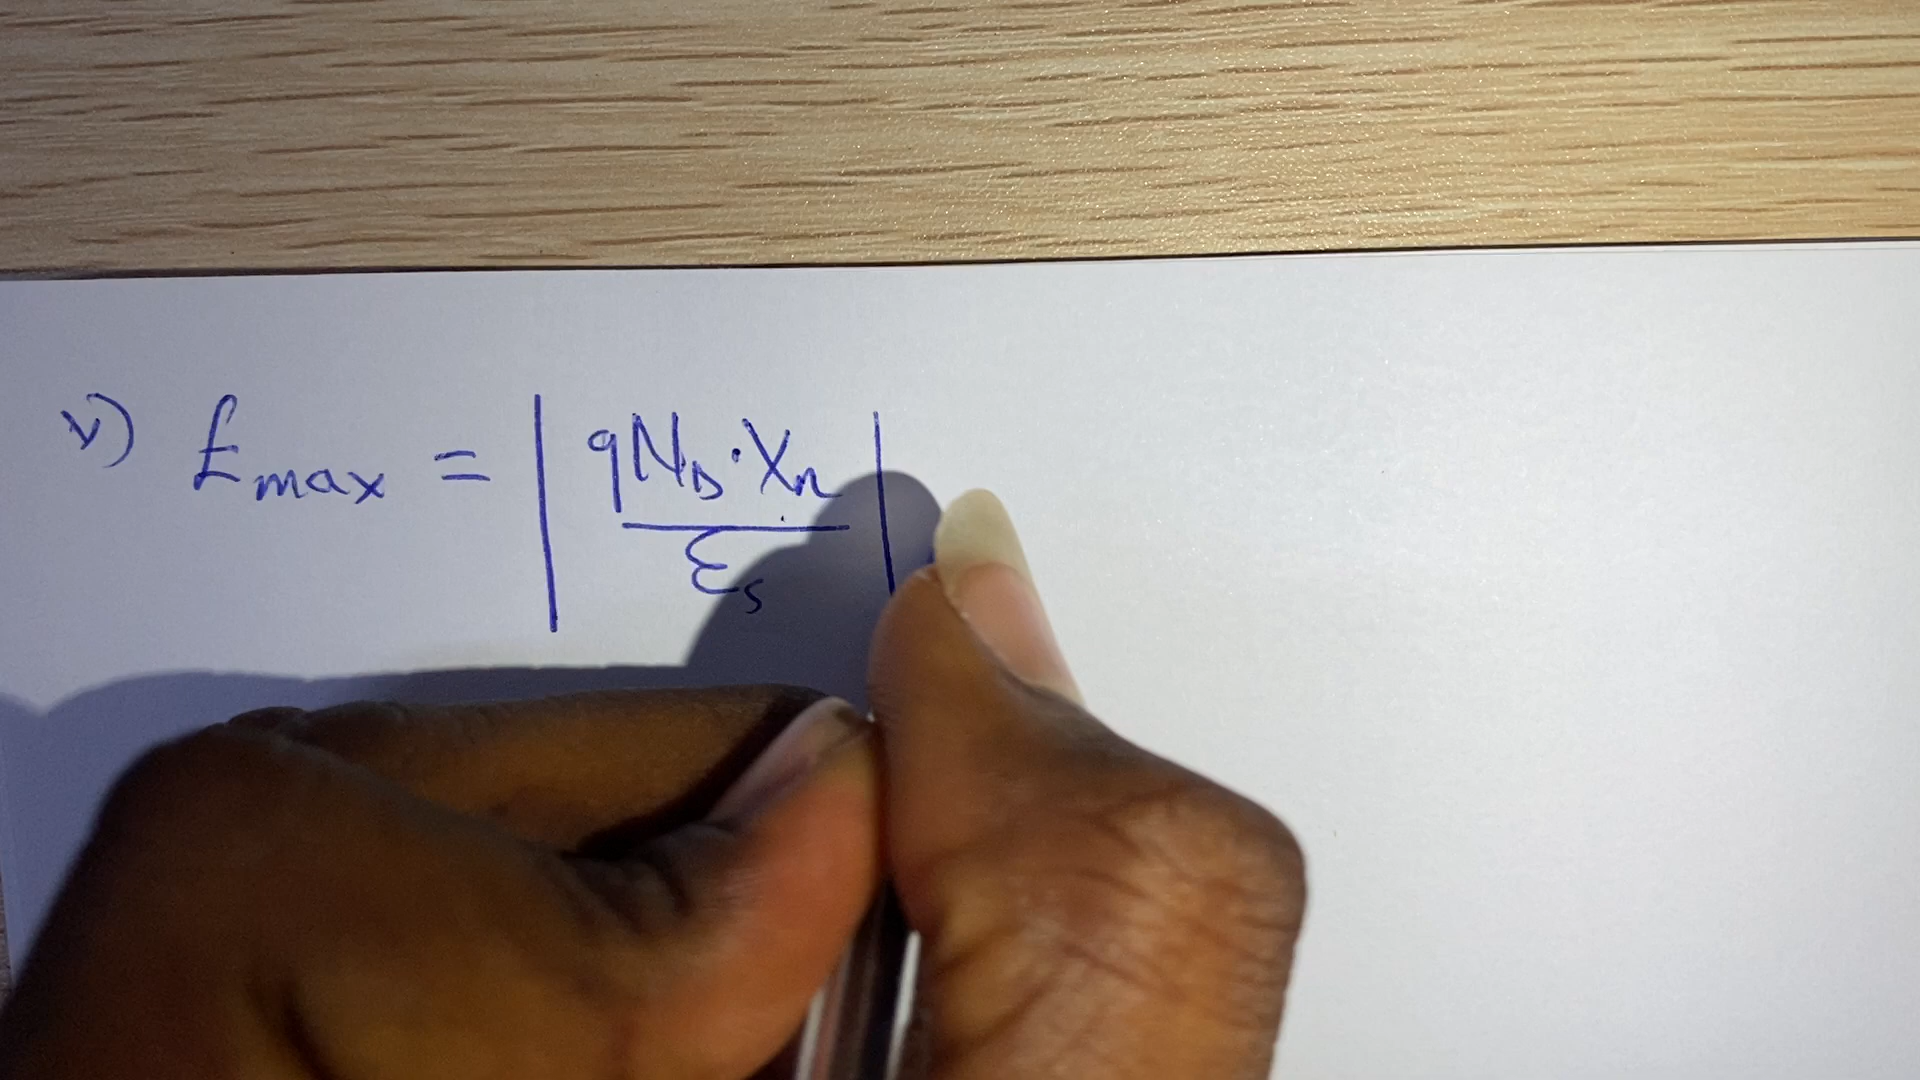 v) Emax = | qND·Xn / εs |